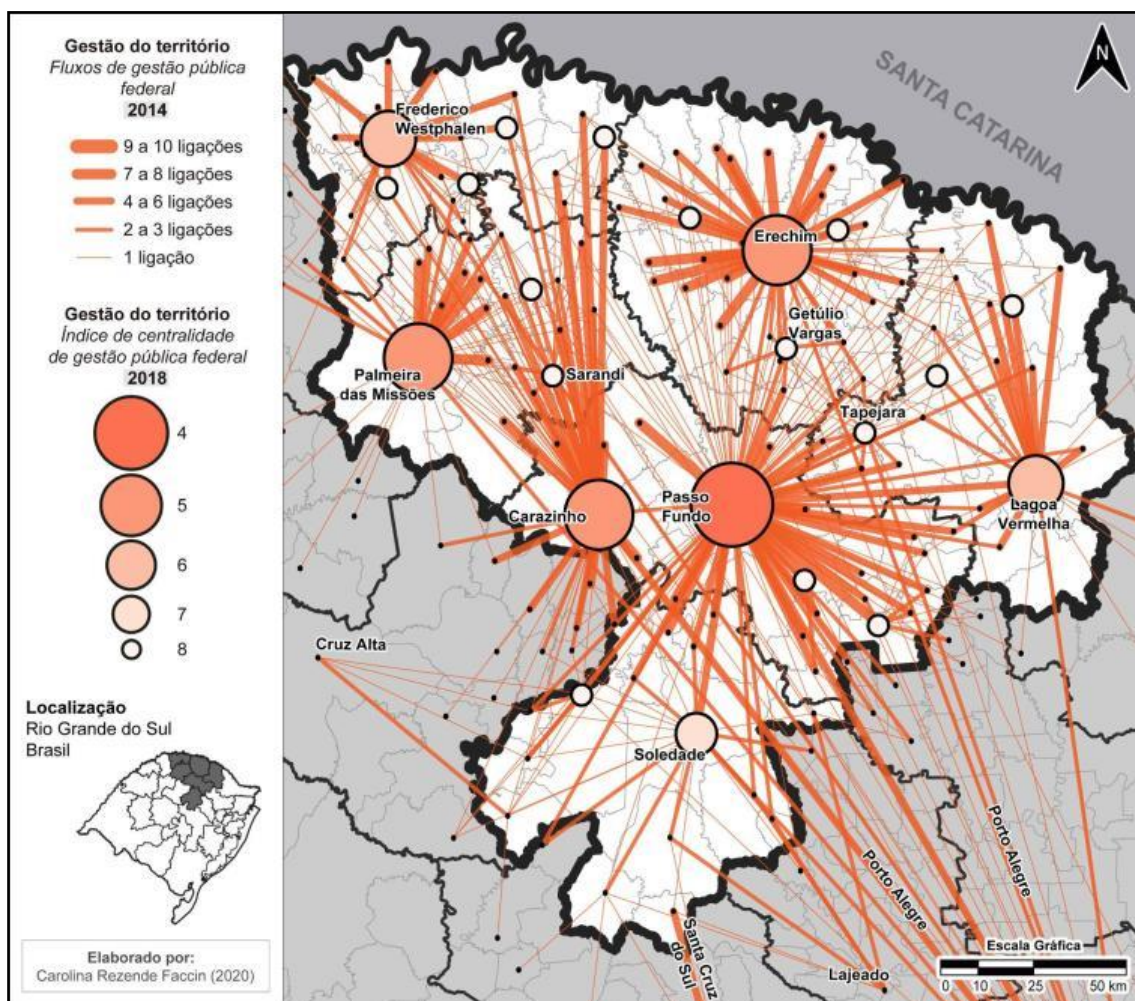 Gestão do território
Fluxos de gestão pública
federal
2014
9 a 10 ligações
7 a 8 ligações
4 a 6 ligações
2 a 3 ligações
1 ligação
Gestão do território
Índice de centralidade
de gestão pública federal
2018
4
5
6
7
8
Localização
Rio Grande do Sul
Brasil
Elaborado por:
Carolina Rezende Faccin (2020)
N
SANTA CATARINA
Frederico
Westphalen
Erechim
Getúlio
Vargas
Palmeira
das Missões
Sarandi
Tapejara
Carazinho
Passo
Fundo
Lagoa
Vermelha
Cruz Alta
Soledade
Porto Alegre
Porto Alegre
Santa Cruz
do Sul
Lajeado
Escala Gráfica
0 10 25 50 km